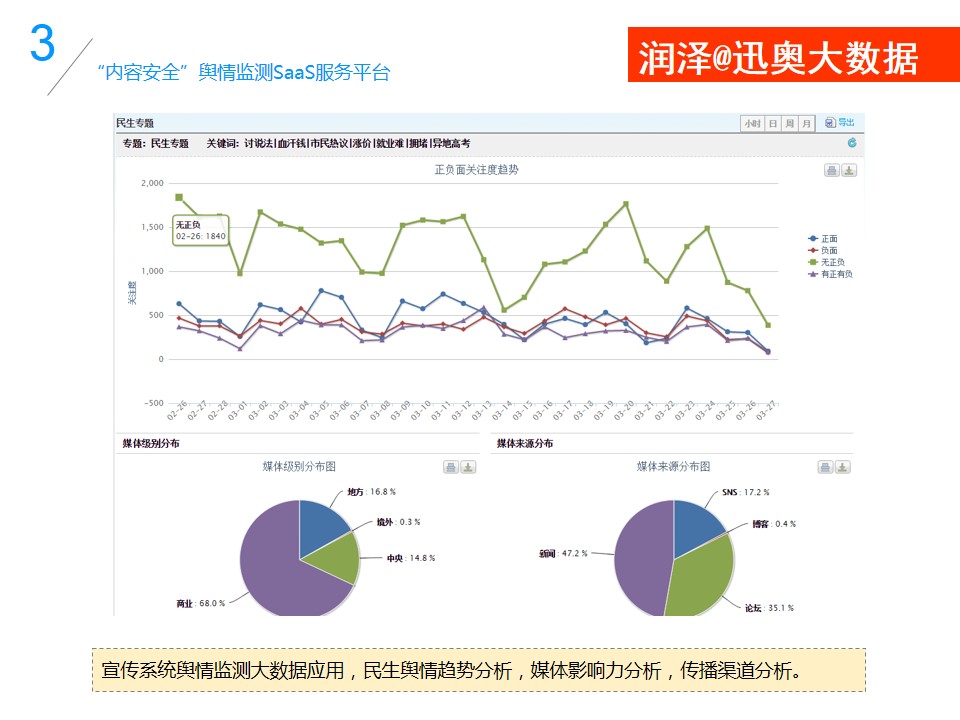 3
“内容安全”舆情监测SaaS服务平台
润泽@迅奥大数据
民生专题
小时 日 周 月 导出
专题：民生专题 关键词：讨说法|血汗钱|市民热议|涨价|就业难|拥堵|异地高考
正负面关注度趋势
2,000
1,500
1,000
500
0
-500
关注度
无正负
02-26: 1840
正面
负面
无正负
有正有负
02-26 02-27 02-28 03-01 03-02 03-03 03-04 03-05 03-06 03-07 03-08 03-09 03-10 03-11 03-12 03-13 03-14 03-15 03-16 03-17 03-18 03-19 03-20 03-21 03-22 03-23 03-24 03-25 03-26 03-27
媒体级别分布
媒体级别分布图
地方：16.8 %
境外：0.3 %
中央：14.8 %
商业：68.0 %
媒体来源分布
媒体来源分布图
SNS：17.2 %
博客：0.4 %
新闻：47.2 %
论坛：35.1 %
宣传系统舆情监测大数据应用，民生舆情趋势分析，媒体影响力分析，传播渠道分析。